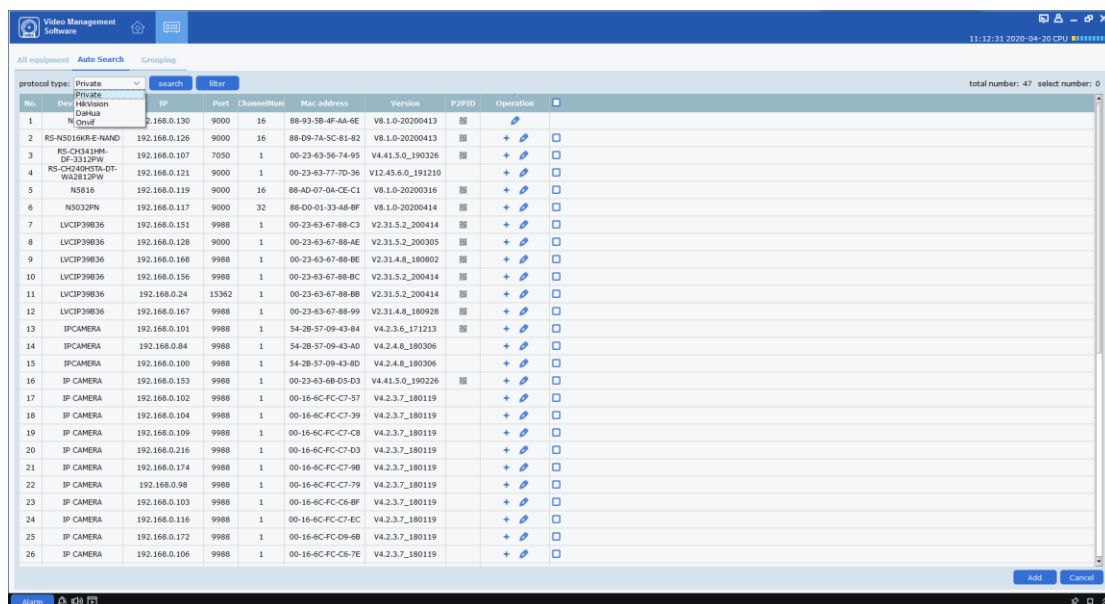 Video Management
Software
11:12:31 2020-04-20 CPU
All equipment Auto Search Grouping
protocol type: Private search filter total number: 47 select number: 0
Private
HikVision
DaHua
Onvif
No. IP Port ChannelNum Mac address Version P2PID Operation
1 192.168.0.130 9000 16 88-93-5B-4F-AA-6E V8.1.0-20200413
2 RS-N5016KR-E-NAND 192.168.0.126 9000 16 88-D9-7A-5C-81-82 V8.1.0-20200413
3 RS-CH341HM-DF-3312PW 192.168.0.107 7050 1 00-23-63-56-74-95 V4.41.5.0_190326
4 RS-CH240H5TA-DT-WA2812PW 192.168.0.121 9000 1 00-23-63-77-7D-36 V12.45.6.0_191210
5 N5816 192.168.0.119 9000 16 88-AD-07-0A-CE-C1 V8.1.0-20200316
6 N5032PN 192.168.0.117 9000 32 88-D0-01-33-A8-BF V8.1.0-20200414
7 LVCIP39B36 192.168.0.151 9988 1 00-23-63-67-88-C3 V2.31.5.2_200414
8 LVCIP39B36 192.168.0.128 9000 1 00-23-63-67-88-AE V2.31.5.2_200305
9 LVCIP39B36 192.168.0.168 9988 1 00-23-63-67-88-BE V2.31.4.8_180802
10 LVCIP39B36 192.168.0.156 9988 1 00-23-63-67-88-BC V2.31.5.2_200414
11 LVCIP39B36 192.168.0.24 15362 1 00-23-63-67-88-BB V2.31.5.2_200414
12 LVCIP39B36 192.168.0.167 9988 1 00-23-63-67-88-99 V2.31.4.8_180928
13 IPCAMERA 192.168.0.101 9988 1 54-2B-57-09-43-84 V4.2.3.6_171213
14 IPCAMERA 192.168.0.84 9988 1 54-2B-57-09-43-A0 V4.2.4.8_180306
15 IPCAMERA 192.168.0.100 9988 1 54-2B-57-09-43-8D V4.2.4.8_180306
16 IP CAMERA 192.168.0.153 9988 1 00-23-63-6B-D5-D3 V4.41.5.0_190226
17 IP CAMERA 192.168.0.102 9988 1 00-16-6C-FC-C7-57 V4.2.3.7_180119
18 IP CAMERA 192.168.0.104 9988 1 00-16-6C-FC-C7-39 V4.2.3.7_180119
19 IP CAMERA 192.168.0.109 9988 1 00-16-6C-FC-C7-C8 V4.2.3.7_180119
20 IP CAMERA 192.168.0.216 9988 1 00-16-6C-FC-C7-D3 V4.2.3.7_180119
21 IP CAMERA 192.168.0.174 9988 1 00-16-6C-FC-C7-9B V4.2.3.7_180119
22 IP CAMERA 192.168.0.98 9988 1 00-16-6C-FC-C7-79 V4.2.3.7_180119
23 IP CAMERA 192.168.0.103 9988 1 00-16-6C-FC-C6-BF V4.2.3.7_180119
24 IP CAMERA 192.168.0.116 9988 1 00-16-6C-FC-C7-EC V4.2.3.7_180119
25 IP CAMERA 192.168.0.172 9988 1 00-16-6C-FC-D9-6B V4.2.3.7_180119
26 IP CAMERA 192.168.0.106 9988 1 00-16-6C-FC-C6-7E V4.2.3.7_180119
Add Cancel
Alarm